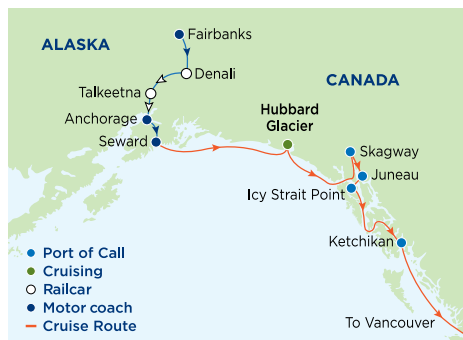 Fairbanks
ALASKA
Denali
CANADA
Talkeetna
Hubbard
Glacier
Anchorage
Seward
Skagway
Juneau
Icy Strait Point
Ketchikan
Port of Call
Cruising
Railcar
Motor coach
Cruise Route
To Vancouver